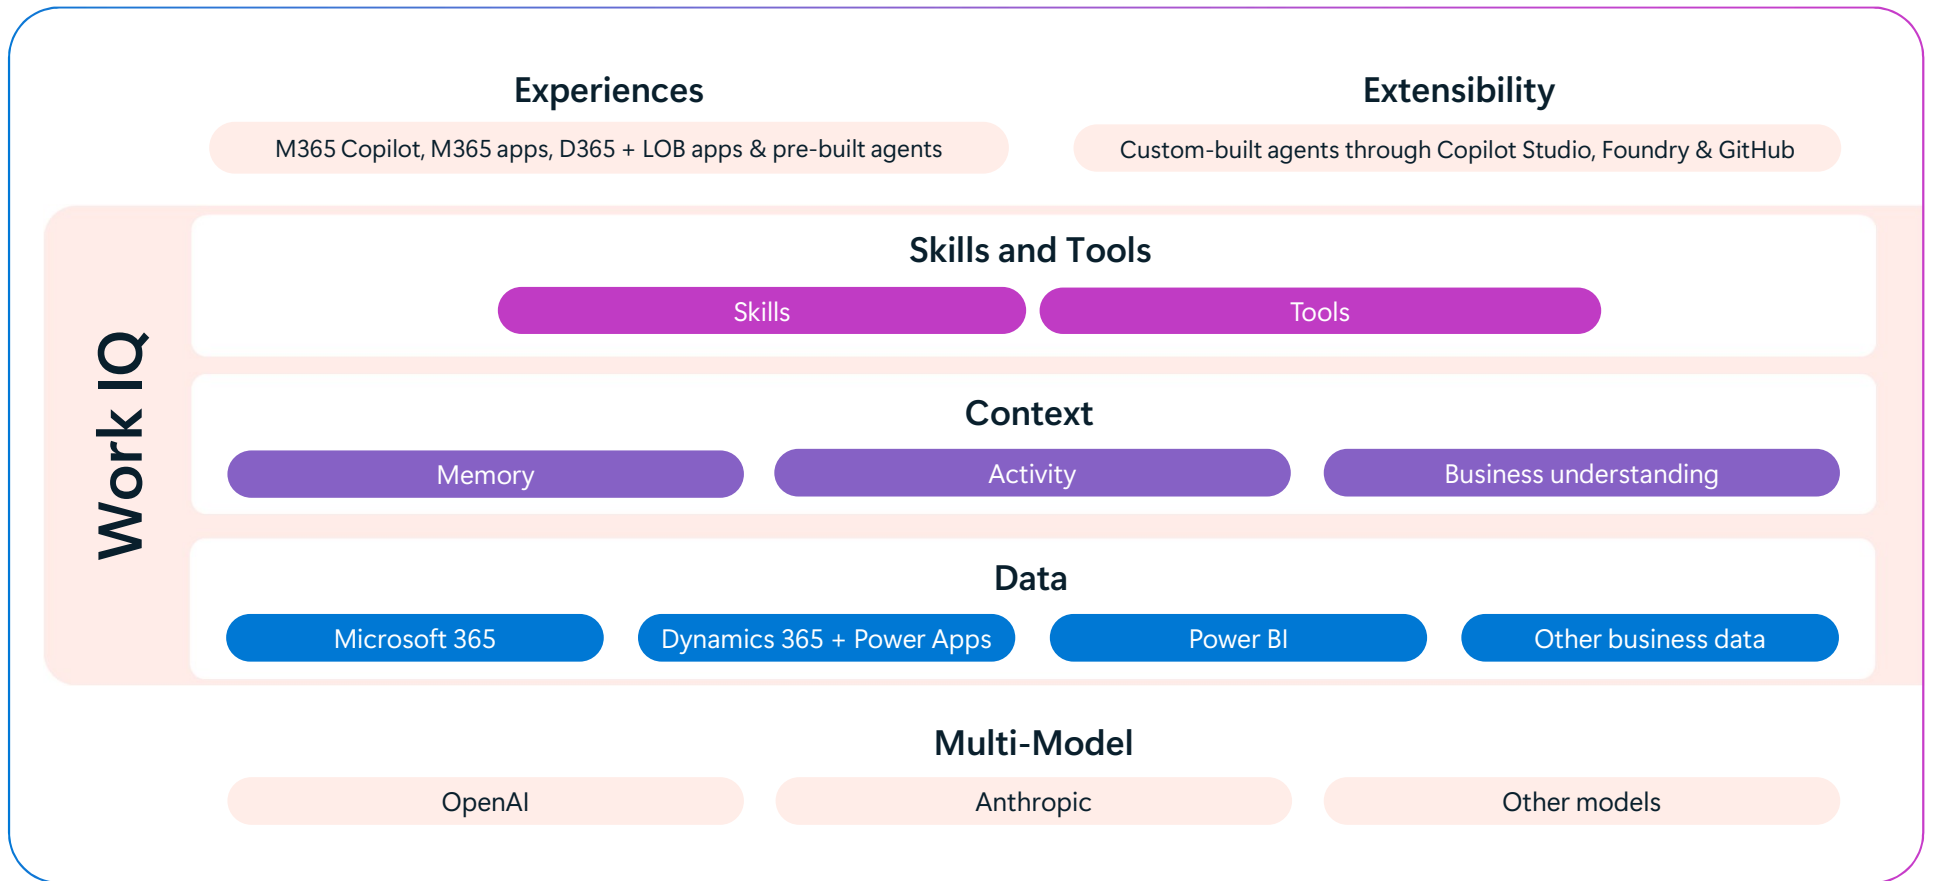 Experiences
Extensibility
M365 Copilot, M365 apps, D365 + LOB apps & pre-built agents
Custom-built agents through Copilot Studio, Foundry & GitHub
Work IQ
Skills and Tools
Skills
Tools
Context
Memory
Activity
Business understanding
Data
Microsoft 365
Dynamics 365 + Power Apps
Power BI
Other business data
Multi-Model
OpenAI
Anthropic
Other models